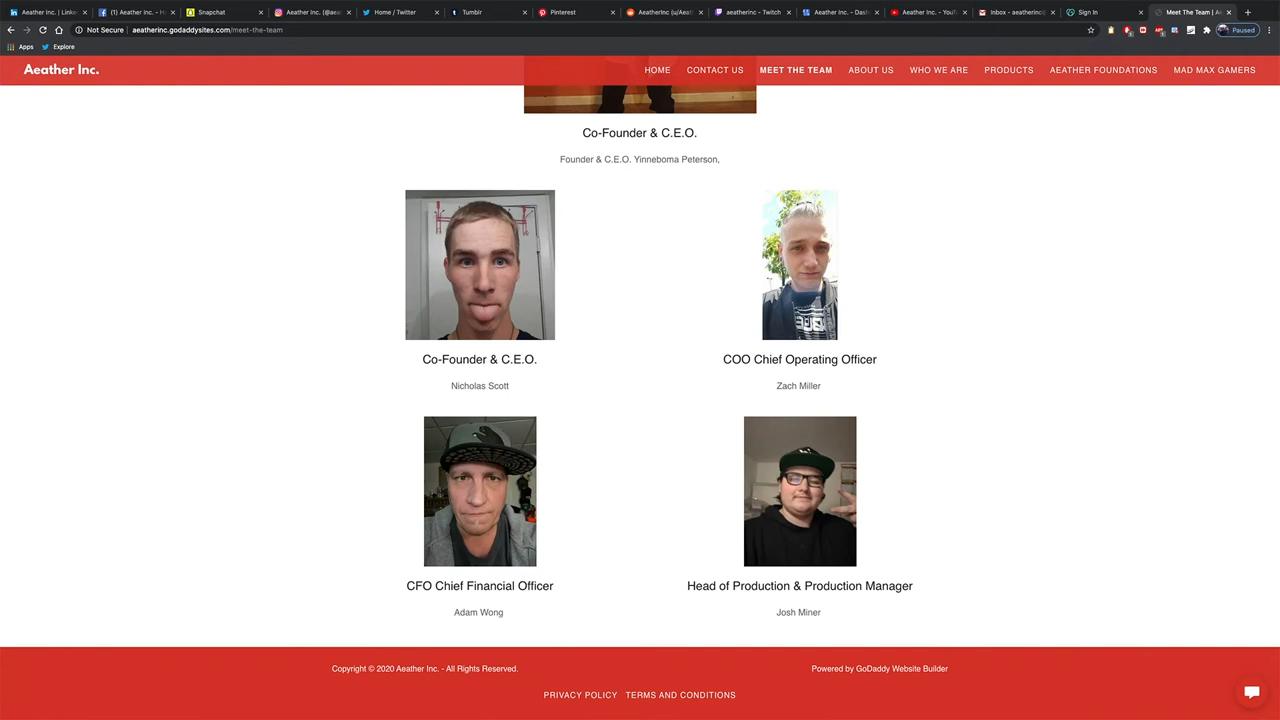 Aeather Inc. | Linke
(1) Aeather Inc. - H
Snapchat
Aeather Inc. (@aea
Home / Twitter
Tumblr
Pinterest
AeatherInc (u/Aeat
aeatherinc - Twitch
Aeather Inc. - Dash
Aeather Inc. - YouT
Inbox - aeatherinc@
Sign In
Meet The Team | Ae
Not Secure | aeatherinc.godaddysites.com/meet-the-team
Paused
Apps Explore
Aeather Inc.
HOME CONTACT US MEET THE TEAM ABOUT US WHO WE ARE PRODUCTS AEATHER FOUNDATIONS MAD MAX GAMERS
Co-Founder & C.E.O.
Founder & C.E.O. Yinneboma Peterson,
Co-Founder & C.E.O.
Nicholas Scott
COO Chief Operating Officer
Zach Miller
CFO Chief Financial Officer
Adam Wong
Head of Production & Production Manager
Josh Miner
Copyright © 2020 Aeather Inc. - All Rights Reserved.
Powered by GoDaddy Website Builder
PRIVACY POLICY TERMS AND CONDITIONS